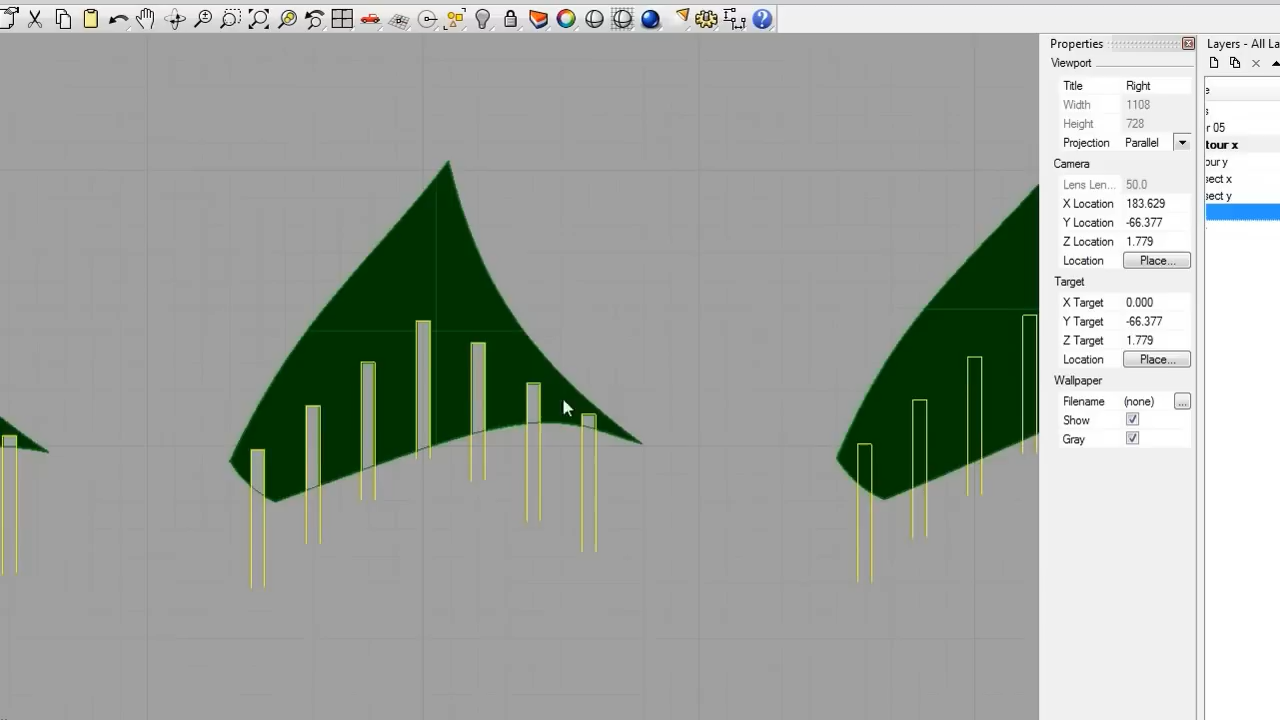 Properties
Layers - All La
Viewport
Title Right
Width 1108
Height 728
Projection Parallel
Camera
Lens Len... 50.0
X Location 183.629
Y Location -66.377
Z Location 1.779
Location Place...
Target
X Target 0.000
Y Target -66.377
Z Target 1.779
Location Place...
Wallpaper
Filename (none) ...
Show
Gray
e
s
r 05
tour x
our y
sect x
sect y